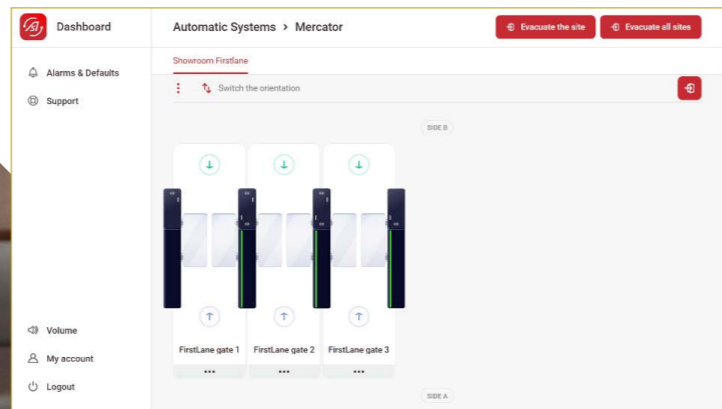 Dashboard
Automatic Systems > Mercator
Evacuate the site
Evacuate all sites
Alarms & Defaults
Support
Showroom Firstlane
Switch the orientation
SIDE B
FirstLane gate 1
FirstLane gate 2
FirstLane gate 3
SIDE A
Volume
My account
Logout